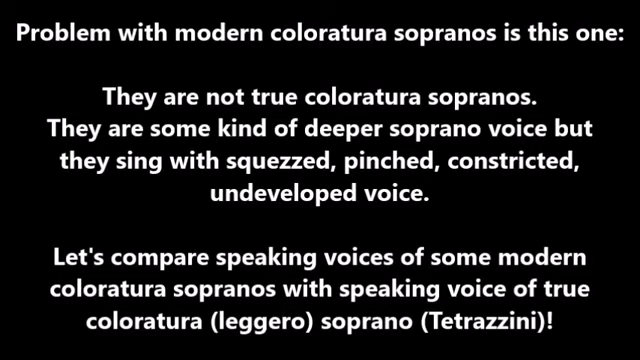 Problem with modern coloratura sopranos is this one:
They are not true coloratura sopranos.
They are some kind of deeper soprano voice but
they sing with squezzed, pinched, constricted,
undeveloped voice.
Let's compare speaking voices of some modern
coloratura sopranos with speaking voice of true
coloratura (leggero) soprano (Tetrazzini)!